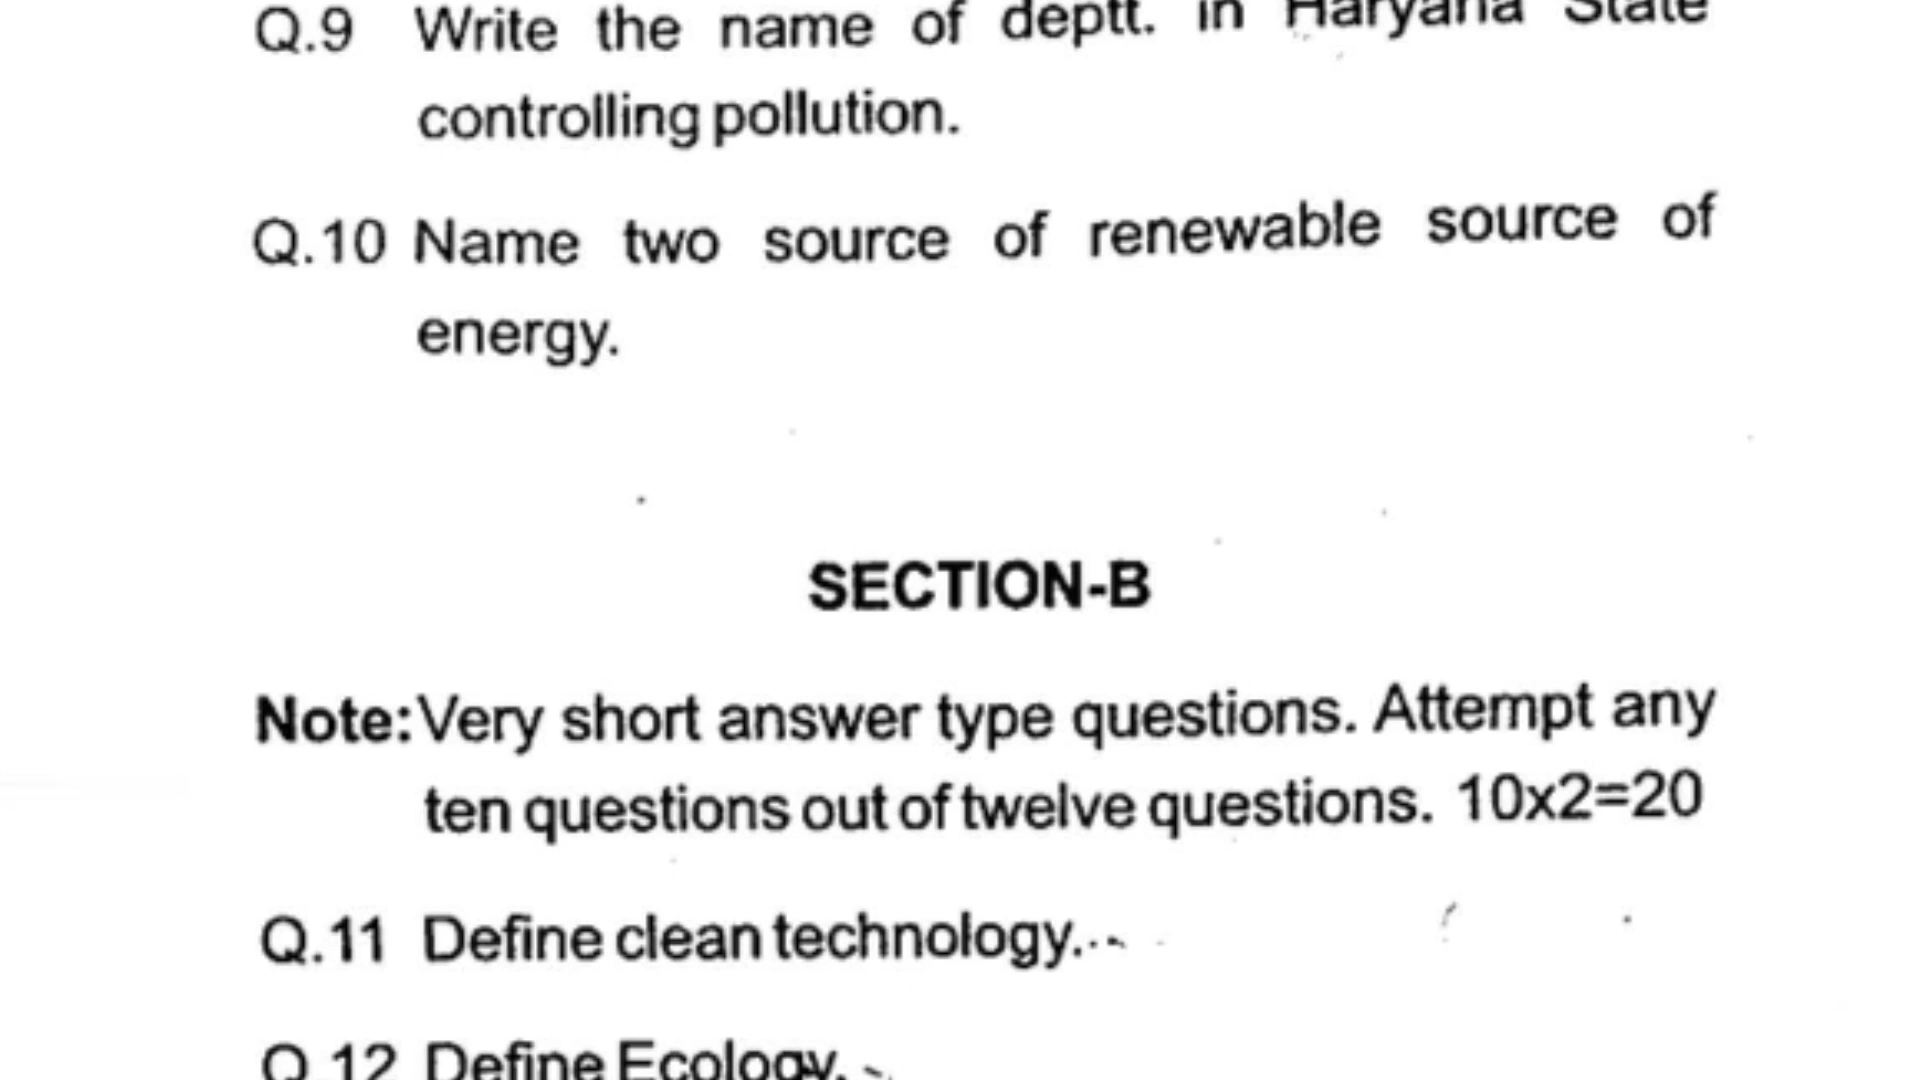 Q.9 Write the name of deptt. in Haryana State
controlling pollution.
Q.10 Name two source of renewable source of
energy.
SECTION-B
Note: Very short answer type questions. Attempt any
ten questions out of twelve questions. 10x2=20
Q.11 Define clean technology.
Q.12 Define Ecology.